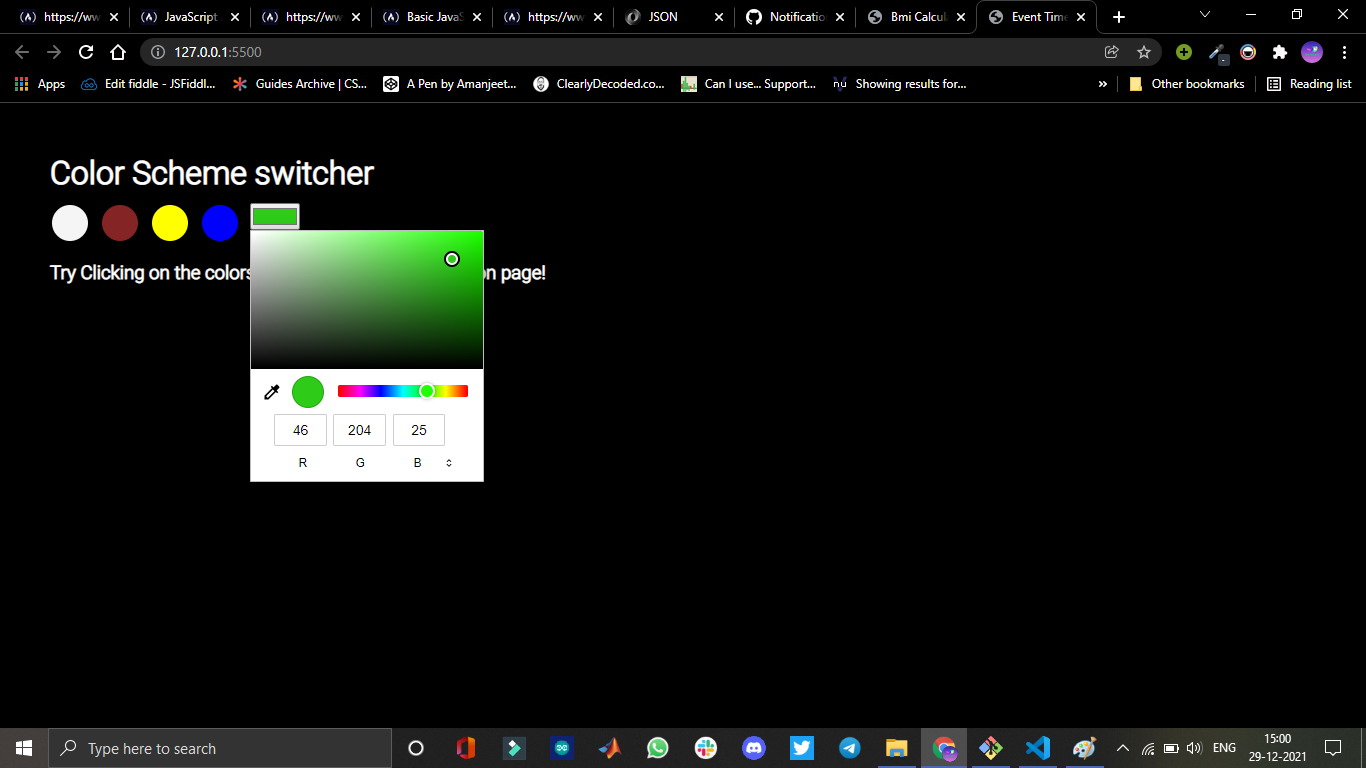 https://ww
JavaScript
https://ww
Basic JavaS
https://ww
JSON
Notificatio
Bmi Calcul
Event Time
127.0.0.1:5500
Apps
Edit fiddle - JSFiddl...
Guides Archive | CS...
A Pen by Amanjeet...
ClearlyDecoded.co...
Can I use... Support...
nu
Showing results for...
»
Other bookmarks
Reading list
Color Scheme switcher
Try Clicking on the colors
on page!
46 204 25
R G B
Type here to search
ENG
15:00
29-12-2021